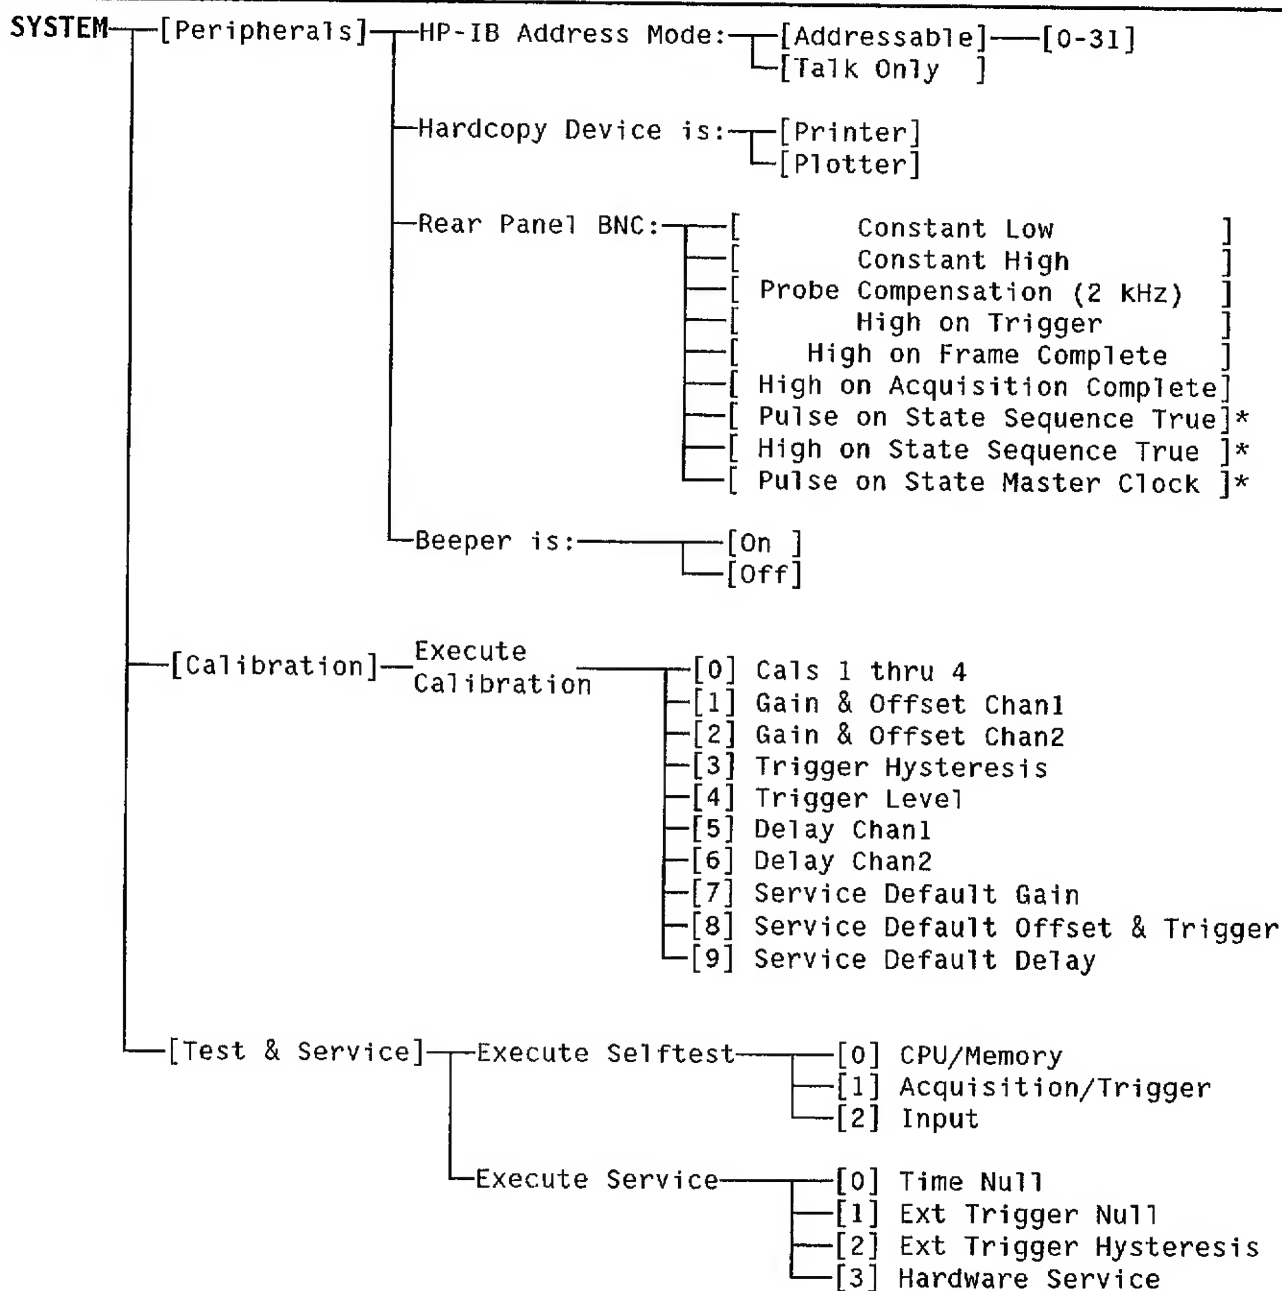 SYSTEM [Peripherals] HP-IB Address Mode: [Addressable] [0-31]
[Talk Only ]
Hardcopy Device is: [Printer]
[Plotter]
Rear Panel BNC: [ Constant Low ]
[ Constant High ]
[ Probe Compensation (2 kHz) ]
[ High on Trigger ]
[ High on Frame Complete ]
[ High on Acquisition Complete]
[ Pulse on State Sequence True]*
[ High on State Sequence True ]*
[ Pulse on State Master Clock ]*
Beeper is: [On ]
[Off]
[Calibration] Execute
Calibration [0] Cals 1 thru 4
[1] Gain & Offset Chan1
[2] Gain & Offset Chan2
[3] Trigger Hysteresis
[4] Trigger Level
[5] Delay Chan1
[6] Delay Chan2
[7] Service Default Gain
[8] Service Default Offset & Trigger
[9] Service Default Delay
[Test & Service] Execute Selftest [0] CPU/Memory
[1] Acquisition/Trigger
[2] Input
Execute Service [0] Time Null
[1] Ext Trigger Null
[2] Ext Trigger Hysteresis
[3] Hardware Service